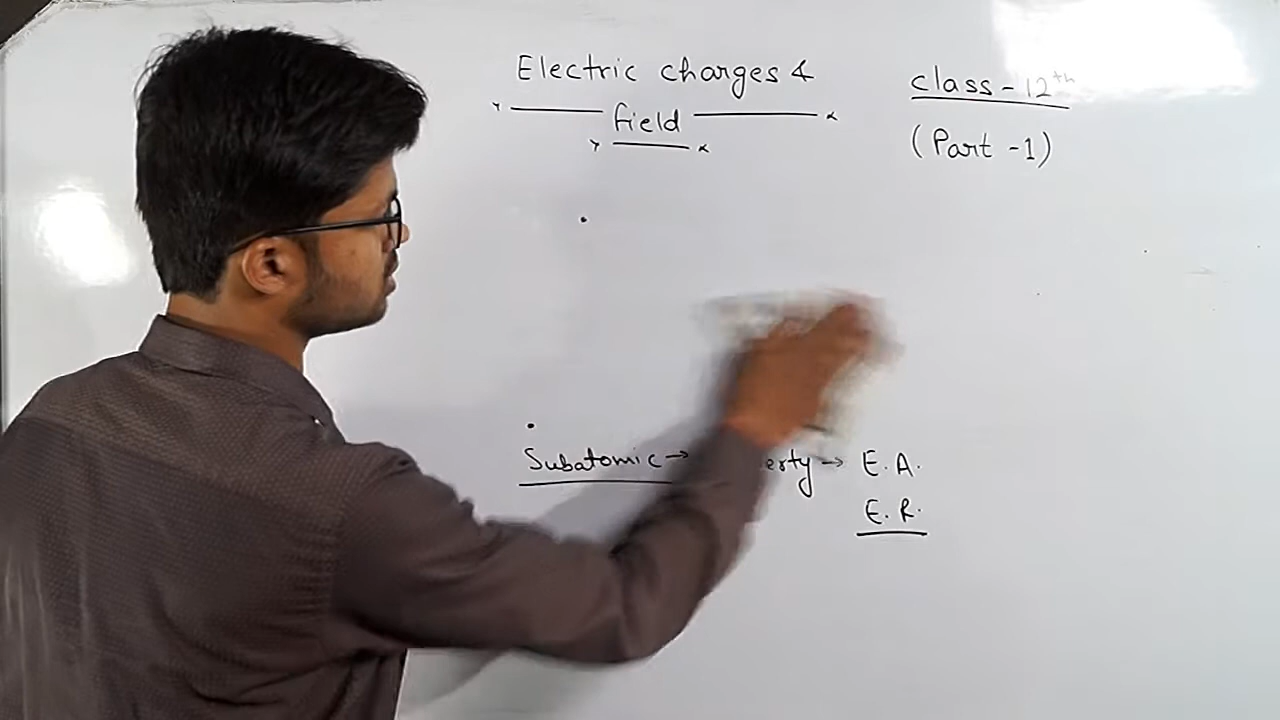 Electric charges &
field
class - 12th
(Part -1)
Subatomic → erty → E.A.
E.R.